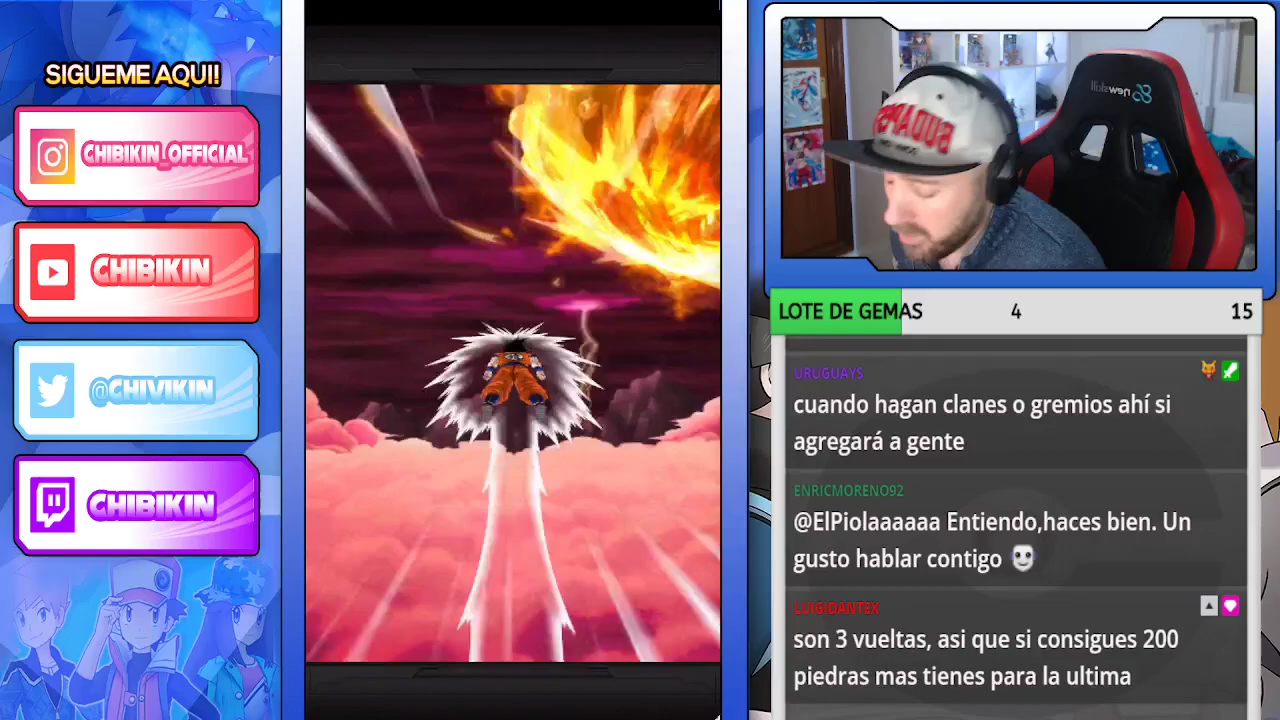 SIGUEME AQUI!
CHIBIKIN_OFFICIAL
CHIBIKIN
@CHIVIKIN
CHIBIKIN
newskill
LOTE DE GEMAS 4 15
URUGUAYS
cuando hagan clanes o gremios ahí si
agregará a gente
ENRICMORENO92
@ElPiolaaaaaa Entiendo,haces bien. Un
gusto hablar contigo
LUIGIDANTEX
son 3 vueltas, asi que si consigues 200
piedras mas tienes para la ultima